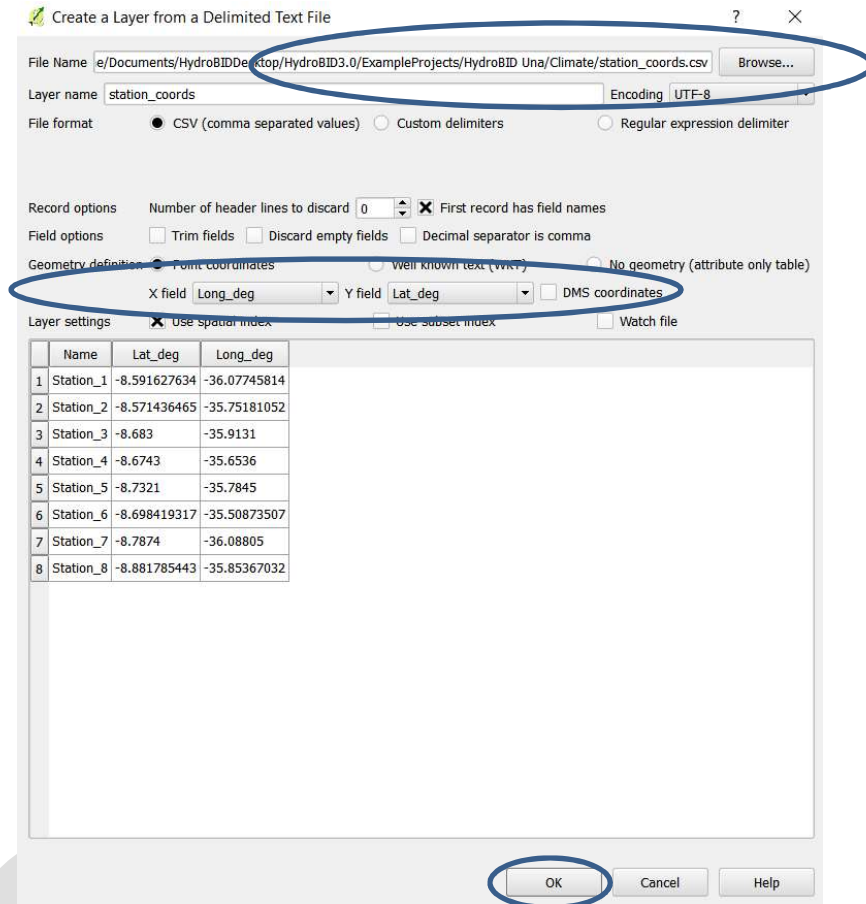 Create a Layer from a Delimited Text File ?
File Name e/Documents/HydroBIDDesktop/HydroBID3.0/ExampleProjects/HydroBID Una/Climate/station_coords.csv Browse...
Layer name station_coords Encoding UTF-8
File format CSV (comma separated values) Custom delimiters Regular expression delimiter
Record options Number of header lines to discard 0 First record has field names
Field options Trim fields Discard empty fields Decimal separator is comma
Geometry definition Point coordinates Well known text (WKT) No geometry (attribute only table)
X field Long_deg Y field Lat_deg DMS coordinates
Layer settings Use spatial index Use subset index Watch file
Name Lat_deg Long_deg
1 Station_1 -8.591627634 -36.07745814
2 Station_2 -8.571436465 -35.75181052
3 Station_3 -8.683 -35.9131
4 Station_4 -8.6743 -35.6536
5 Station_5 -8.7321 -35.7845
6 Station_6 -8.698419317 -35.50873507
7 Station_7 -8.7874 -36.08805
8 Station_8 -8.881785443 -35.85367032
OK Cancel Help